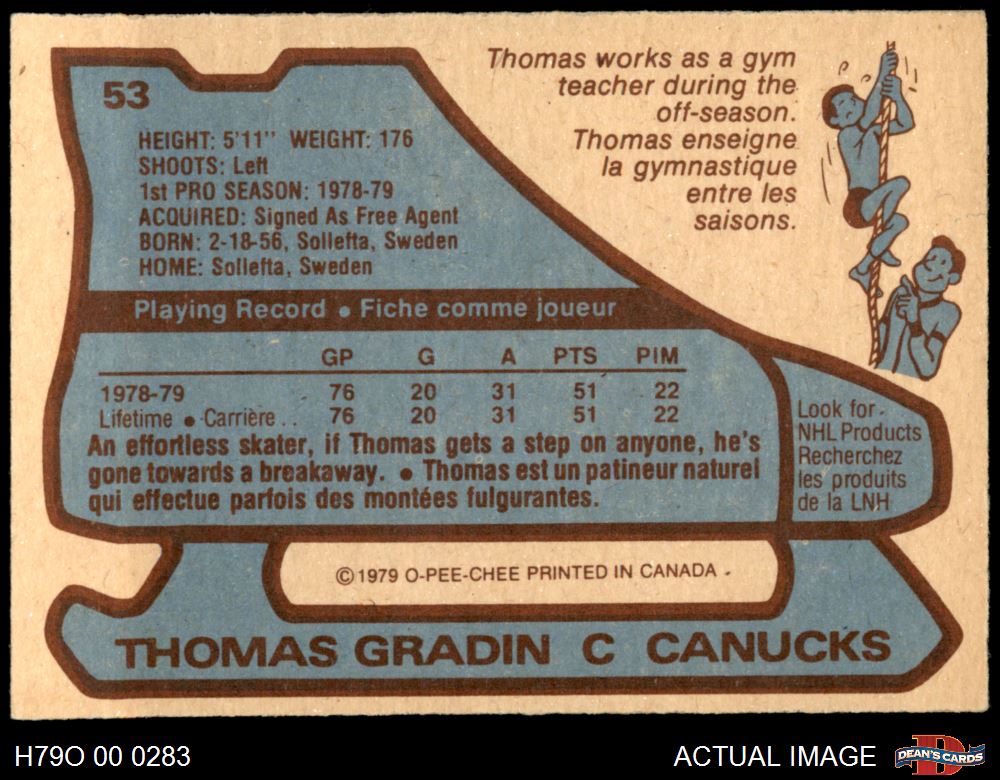 53
HEIGHT: 5'11" WEIGHT: 176
SHOOTS: Left
1st PRO SEASON: 1978-79
ACQUIRED: Signed As Free Agent
BORN: 2-18-56, Sollefta, Sweden
HOME: Sollefta, Sweden
Thomas works as a gym
teacher during the
off-season.
Thomas enseigne
la gymnastique
entre les
saisons.
Playing Record • Fiche comme joueur
GP G A PTS PIM
1978-79 76 20 31 51 22
Lifetime • Carrière . . 76 20 31 51 22
An effortless skater, if Thomas gets a step on anyone, he's
gone towards a breakaway. • Thomas est un patineur naturel
qui effectue parfois des montées fulgurantes.
Look for
NHL Products
Recherchez
les produits
de la LNH
© 1979 O-PEE-CHEE PRINTED IN CANADA
THOMAS GRADIN C CANUCKS
H79O 00 0283
ACTUAL IMAGE
D
DEAN'S CARDS